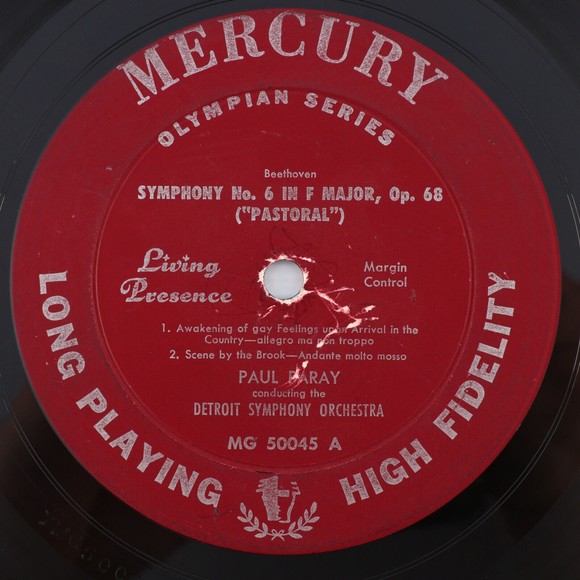 MERCURY
OLYMPIAN SERIES
Beethoven
SYMPHONY No. 6 IN F MAJOR, Op. 68
("PASTORAL")
Living
Presence
Margin
Control
1. Awakening of gay Feelings upon Arrival in the
Country—allegro ma non troppo
2. Scene by the Brook—Andante molto mosso
PAUL PARAY
conducting the
DETROIT SYMPHONY ORCHESTRA
MG 50045 A
LONG PLAYING
HIGH FIDELITY